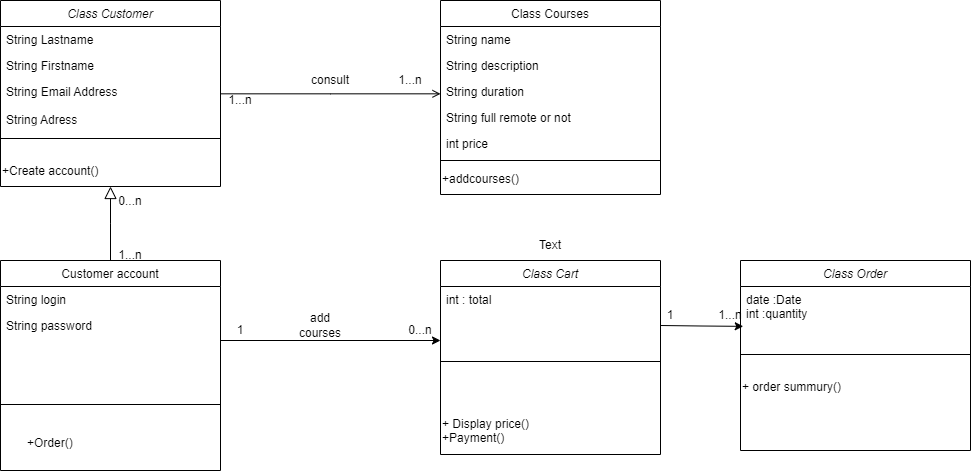 Class Customer
String Lastname
String Firstname
String Email Address
String Adress
+Create account()
consult
1...n
1...n
Class Courses
String name
String description
String duration
String full remote or not
int price
+addcourses()
0...n
1...n
Customer account
String login
String password
+Order()
add
courses
1
0...n
Text
Class Cart
int : total
+ Display price()
+Payment()
1
1...n
Class Order
date :Date
int :quantity
+ order summury()